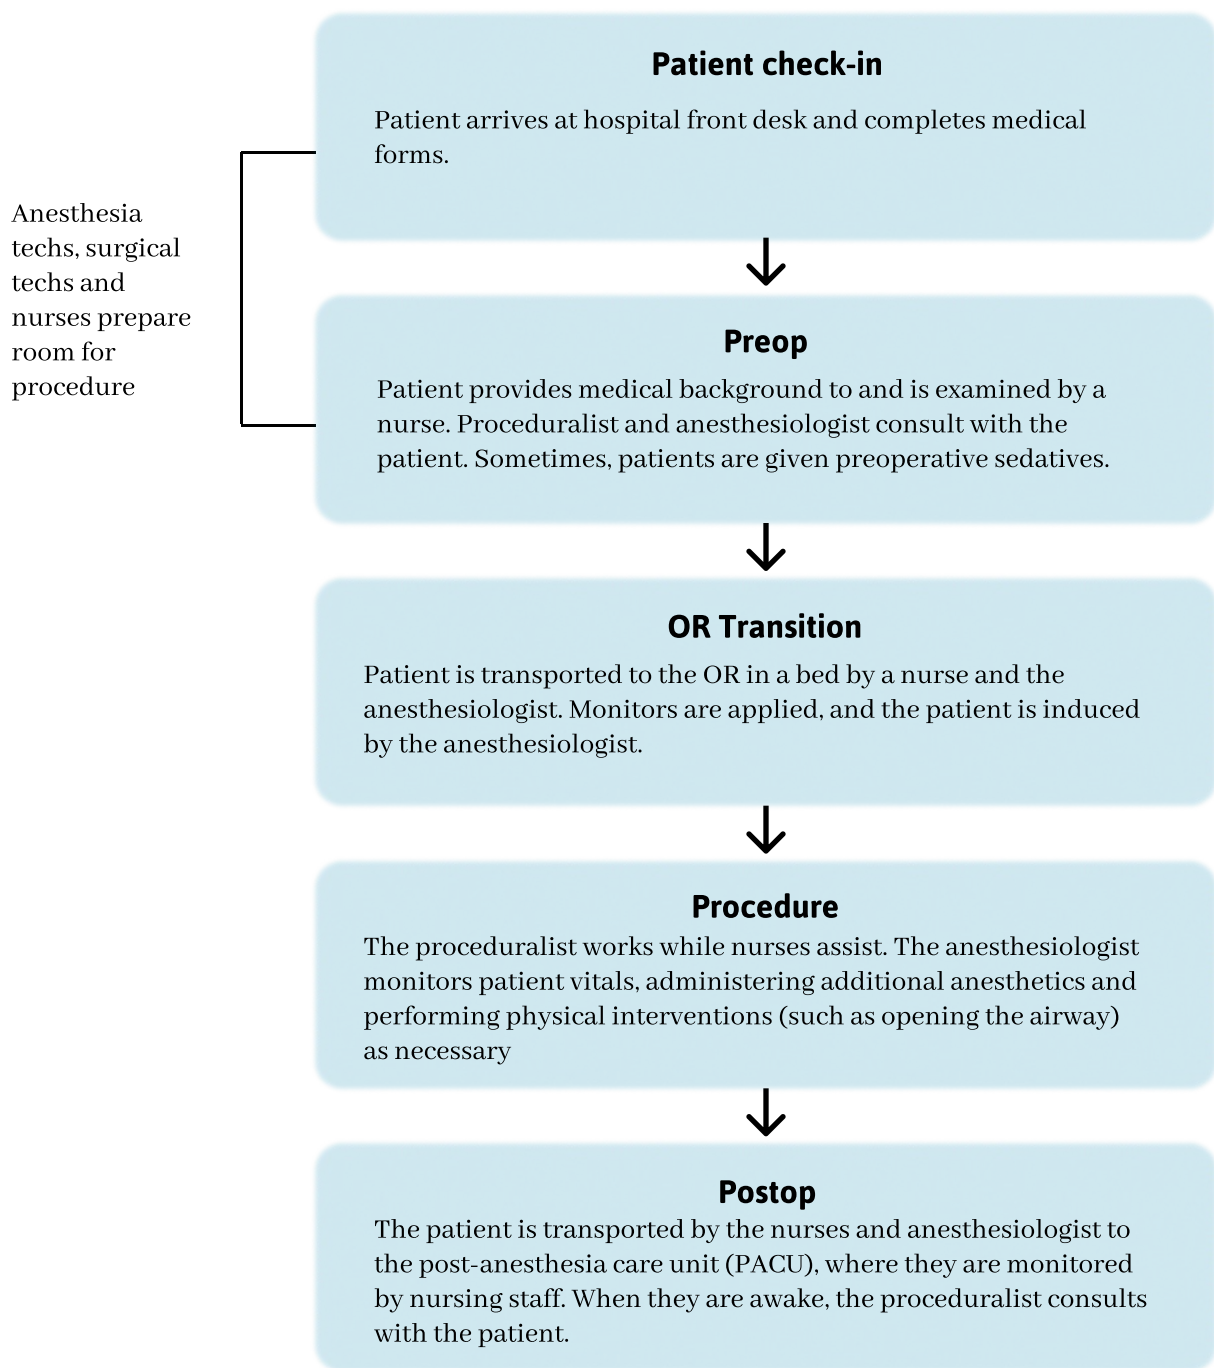 Patient check-in
Patient arrives at hospital front desk and completes medical
forms.
Anesthesia
techs, surgical
techs and
nurses prepare
room for
procedure
Preop
Patient provides medical background to and is examined by a
nurse. Proceduralist and anesthesiologist consult with the
patient. Sometimes, patients are given preoperative sedatives.
OR Transition
Patient is transported to the OR in a bed by a nurse and the
anesthesiologist. Monitors are applied, and the patient is induced
by the anesthesiologist.
Procedure
The proceduralist works while nurses assist. The anesthesiologist
monitors patient vitals, administering additional anesthetics and
performing physical interventions (such as opening the airway)
as necessary
Postop
The patient is transported by the nurses and anesthesiologist to
the post-anesthesia care unit (PACU), where they are monitored
by nursing staff. When they are awake, the proceduralist consults
with the patient.